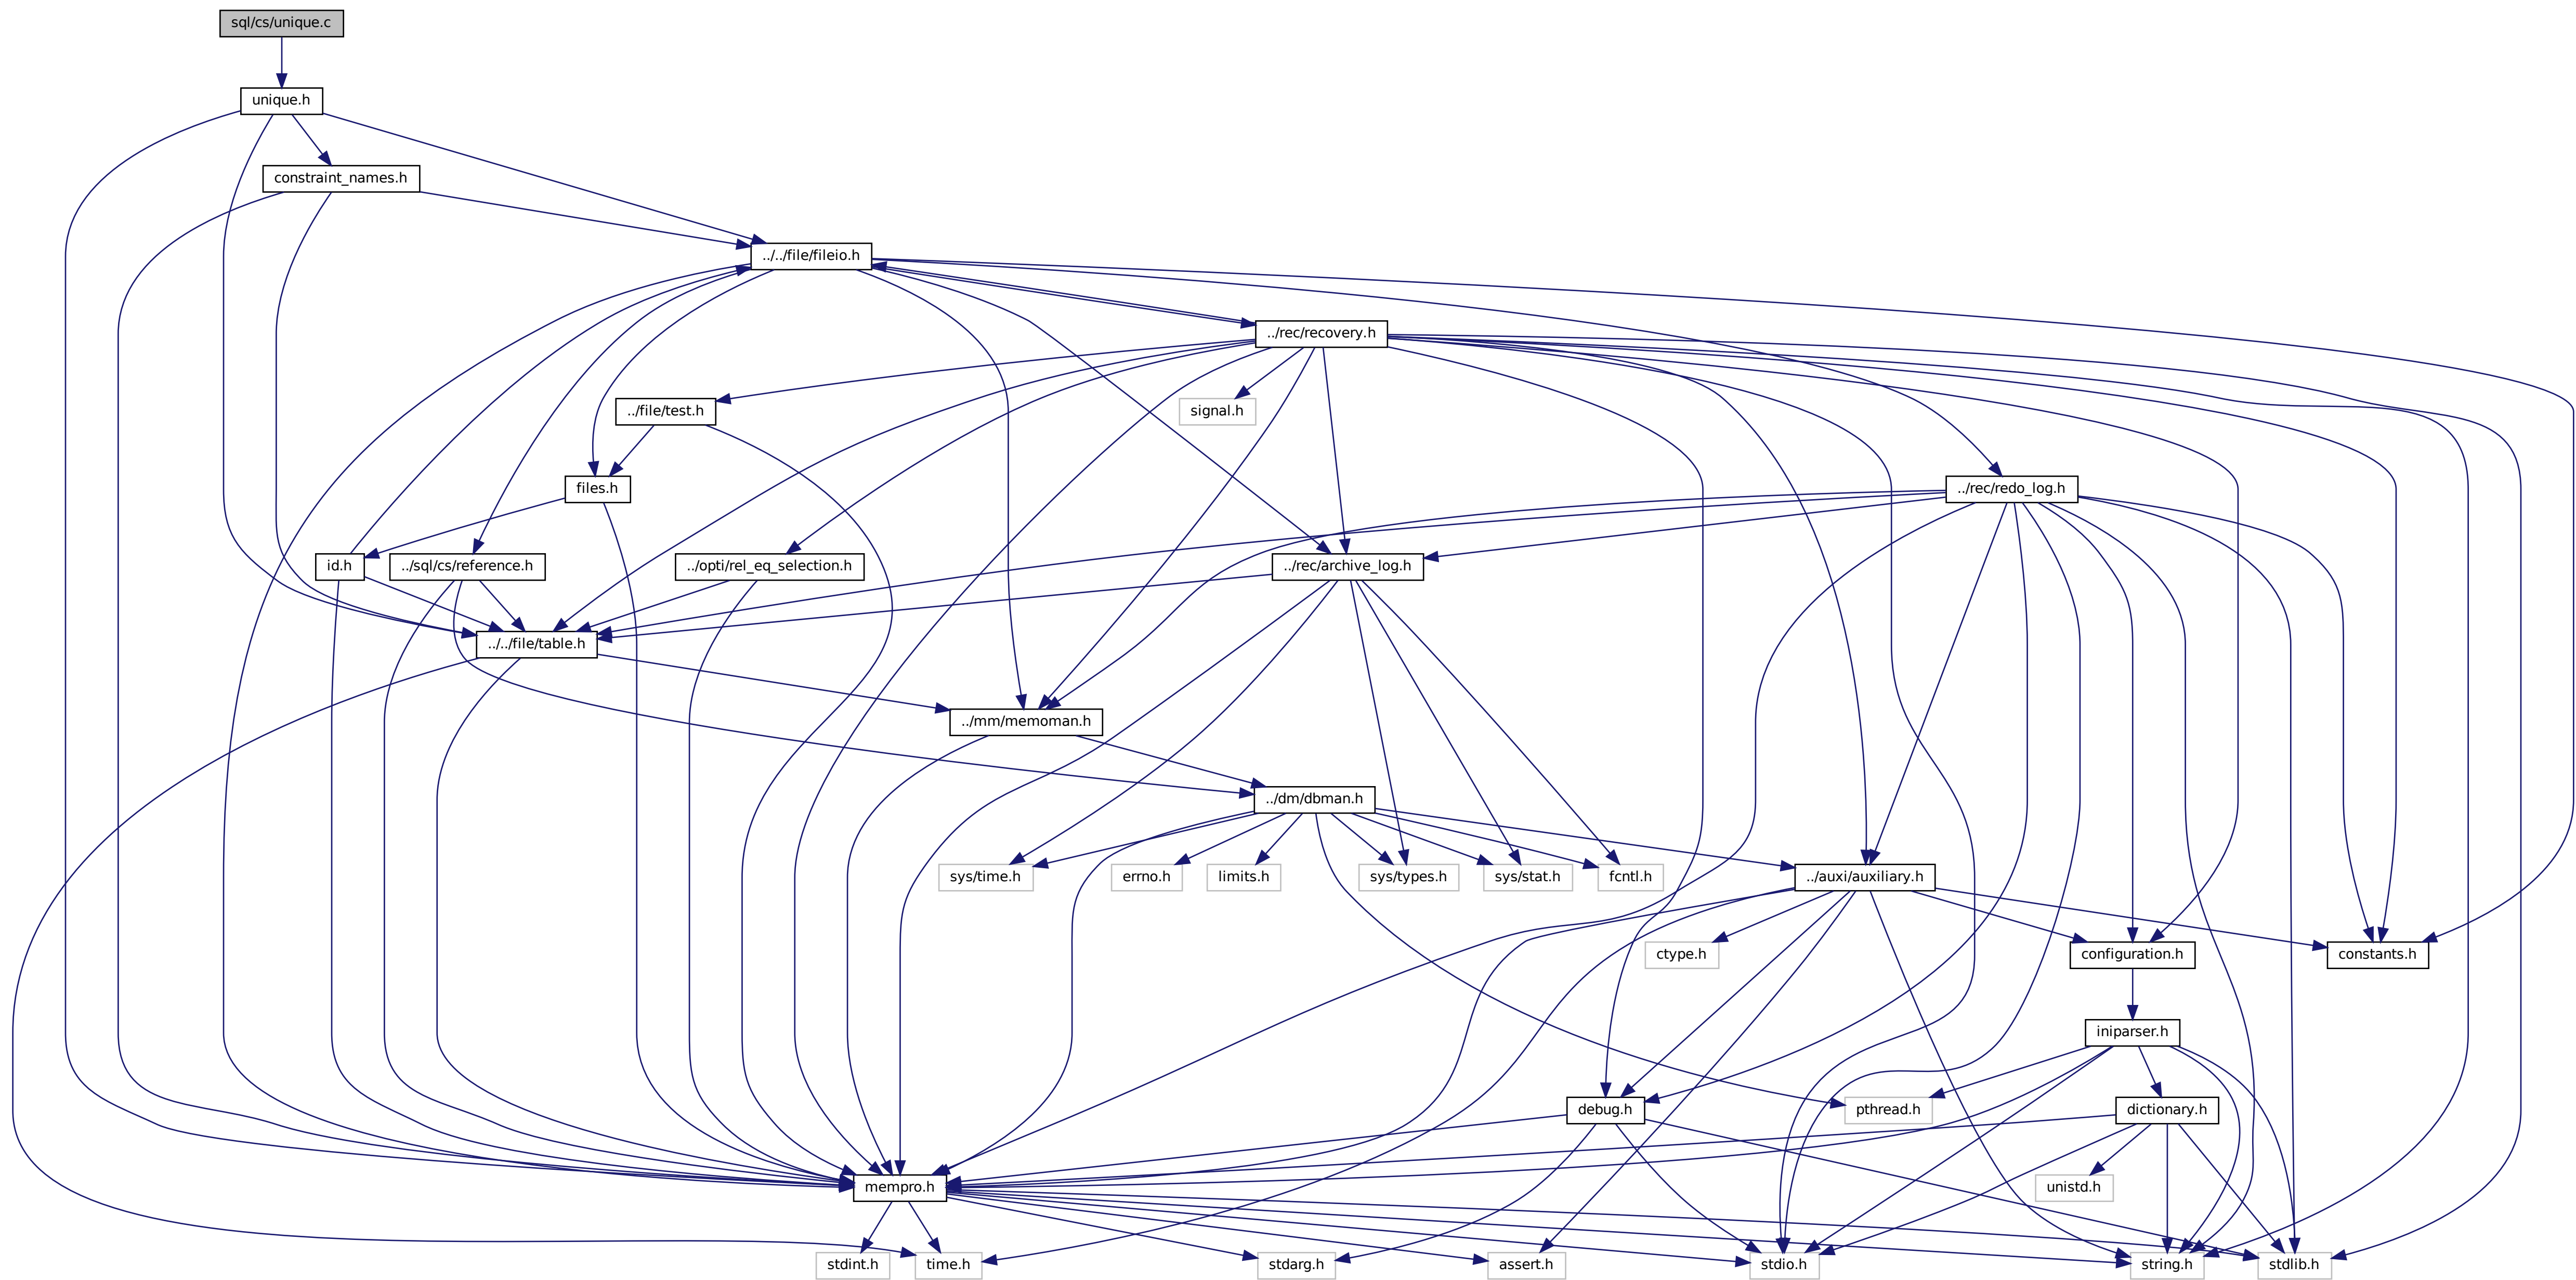 sql/cs/unique.c
unique.h
constraint_names.h
../../file/fileio.h
../rec/recovery.h
../file/test.h
signal.h
files.h
../rec/redo_log.h
id.h
../sql/cs/reference.h
../opti/rel_eq_selection.h
../rec/archive_log.h
../../file/table.h
../mm/memoman.h
../dm/dbman.h
sys/time.h
errno.h
limits.h
sys/types.h
sys/stat.h
fcntl.h
../auxi/auxiliary.h
ctype.h
configuration.h
constants.h
iniparser.h
debug.h
pthread.h
dictionary.h
mempro.h
unistd.h
stdint.h
time.h
stdarg.h
assert.h
stdio.h
string.h
stdlib.h